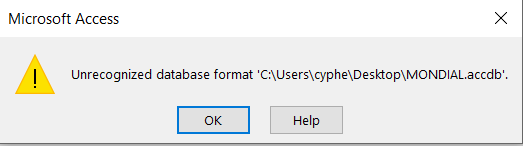 Microsoft Access
Unrecognized database format 'C:\Users\cyphe\Desktop\MONDIAL.accdb'.
OK
Help